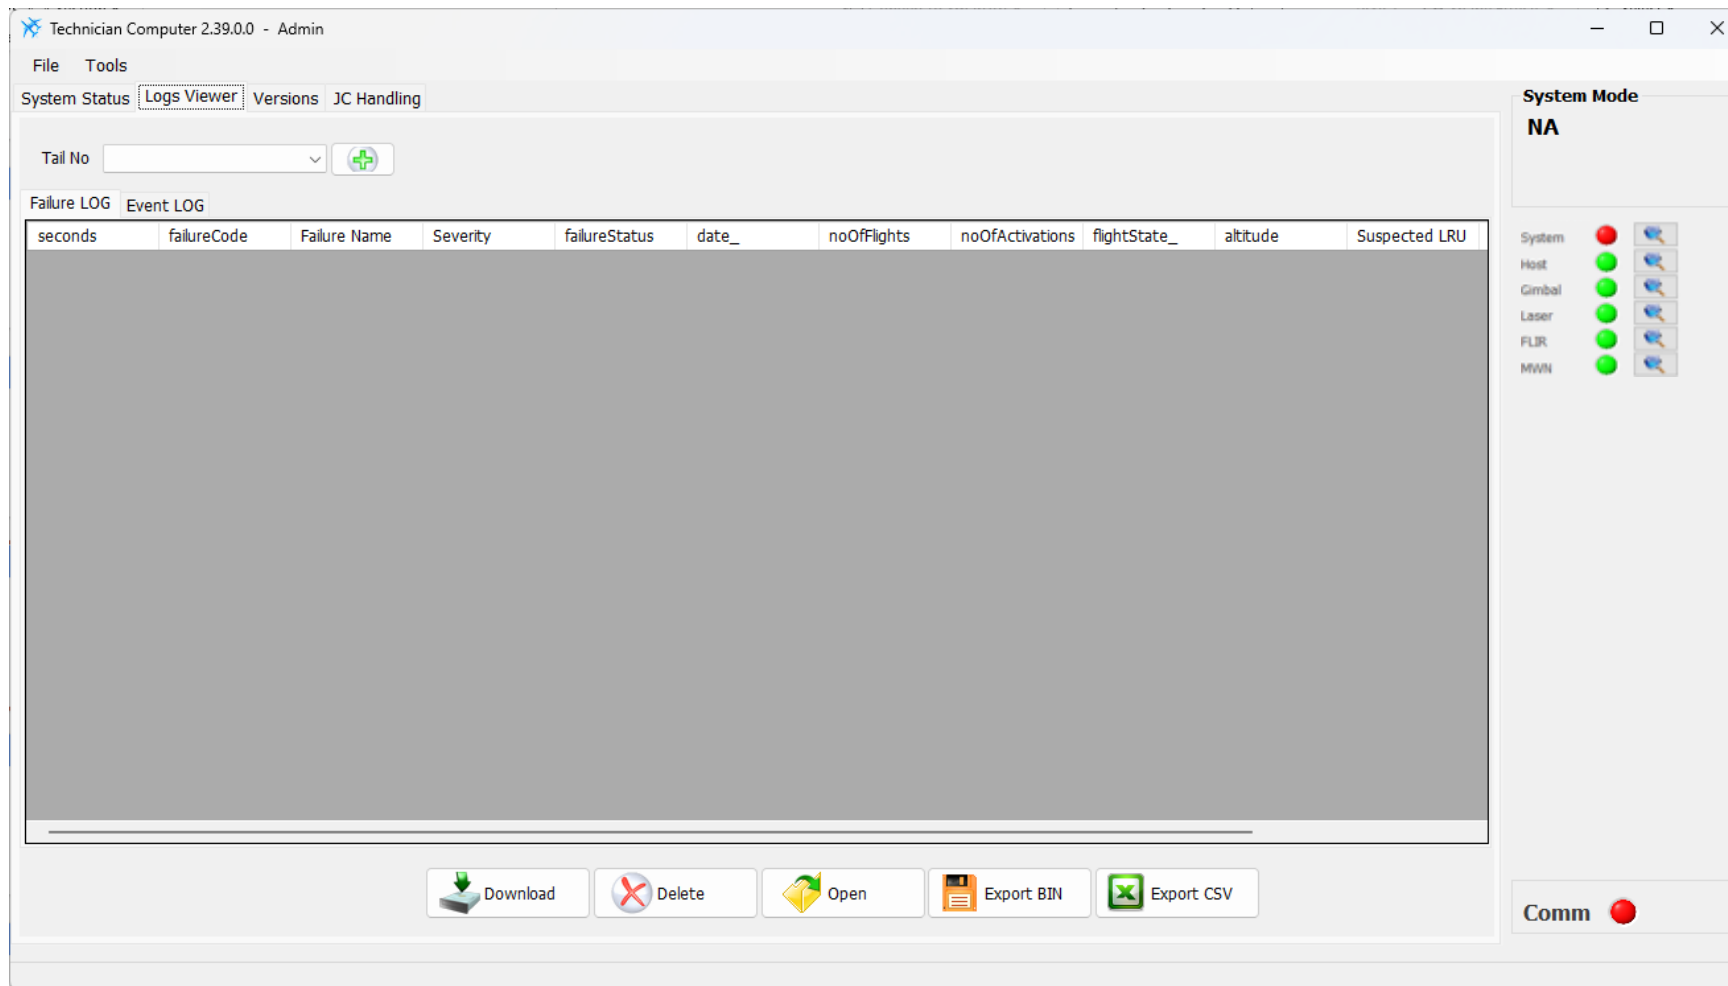 Technician Computer 2.39.0.0 - Admin
File Tools
System Status Logs Viewer Versions JC Handling
System Mode
NA
Tail No
Failure LOG Event LOG
seconds failureCode Failure Name Severity failureStatus date_ noOfFlights noOfActivations flightState_ altitude Suspected LRU
System
Host
Gimbal
Laser
FLIR
MWN
Download Delete Open Export BIN Export CSV
Comm